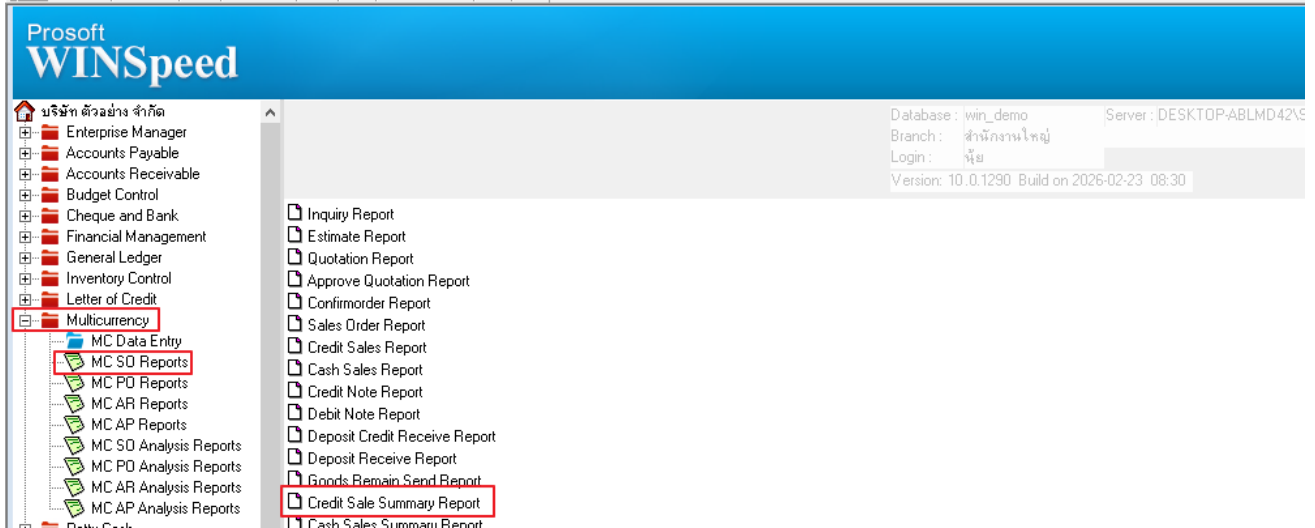 Prosoft
WINSpeed
บริษัท ตัวอย่าง จำกัด
Enterprise Manager
Accounts Payable
Accounts Receivable
Budget Control
Cheque and Bank
Financial Management
General Ledger
Inventory Control
Letter of Credit
Multicurrency
MC Data Entry
MC SO Reports
MC PO Reports
MC AR Reports
MC AP Reports
MC SO Analysis Reports
MC PO Analysis Reports
MC AR Analysis Reports
MC AP Analysis Reports
Petty Cash
Database : win_demo Server : DESKTOP-ABLMD42\S
Branch : สำนักงานใหญ่
Login : นุ้ย
Version: 10.0.1290 Build on 2026-02-23 08:30
Inquiry Report
Estimate Report
Quotation Report
Approve Quotation Report
Confirmorder Report
Sales Order Report
Credit Sales Report
Cash Sales Report
Credit Note Report
Debit Note Report
Deposit Credit Receive Report
Deposit Receive Report
Goods Remain Send Report
Credit Sale Summary Report
Cash Sales Summary Report